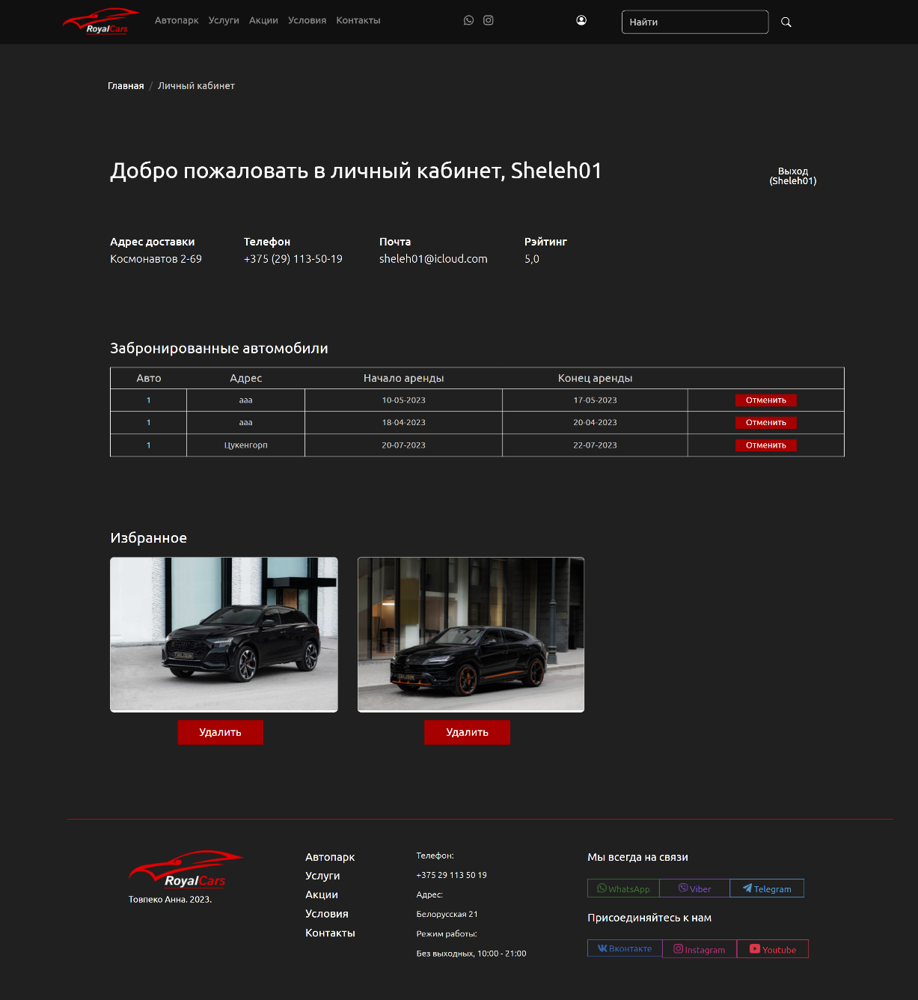 RoyalCars
Автопарк Услуги Акции Условия Контакты
Найти
Главная / Личный кабинет
Добро пожаловать в личный кабинет, Sheleh01
Выход
(Sheleh01)
Адрес доставки Телефон Почта Рэйтинг
Космонавтов 2-69 +375 (29) 113-50-19 sheleh01@icloud.com 5,0
Забронированные автомобили
Авто Адрес Начало аренды Конец аренды
1 ааа 10-05-2023 17-05-2023 Отменить
1 ааа 18-04-2023 20-04-2023 Отменить
1 Цукенгорп 20-07-2023 22-07-2023 Отменить
Избранное
Удалить Удалить
RoyalCars
Товпеко Анна. 2023.
Автопарк
Услуги
Акции
Условия
Контакты
Телефон:
+375 29 113 50 19
Адрес:
Белорусская 21
Режим работы:
Без выходных, 10:00 - 21:00
Мы всегда на связи
WhatsApp Viber Telegram
Присоединяйтесь к нам
Вконтакте Instagram Youtube